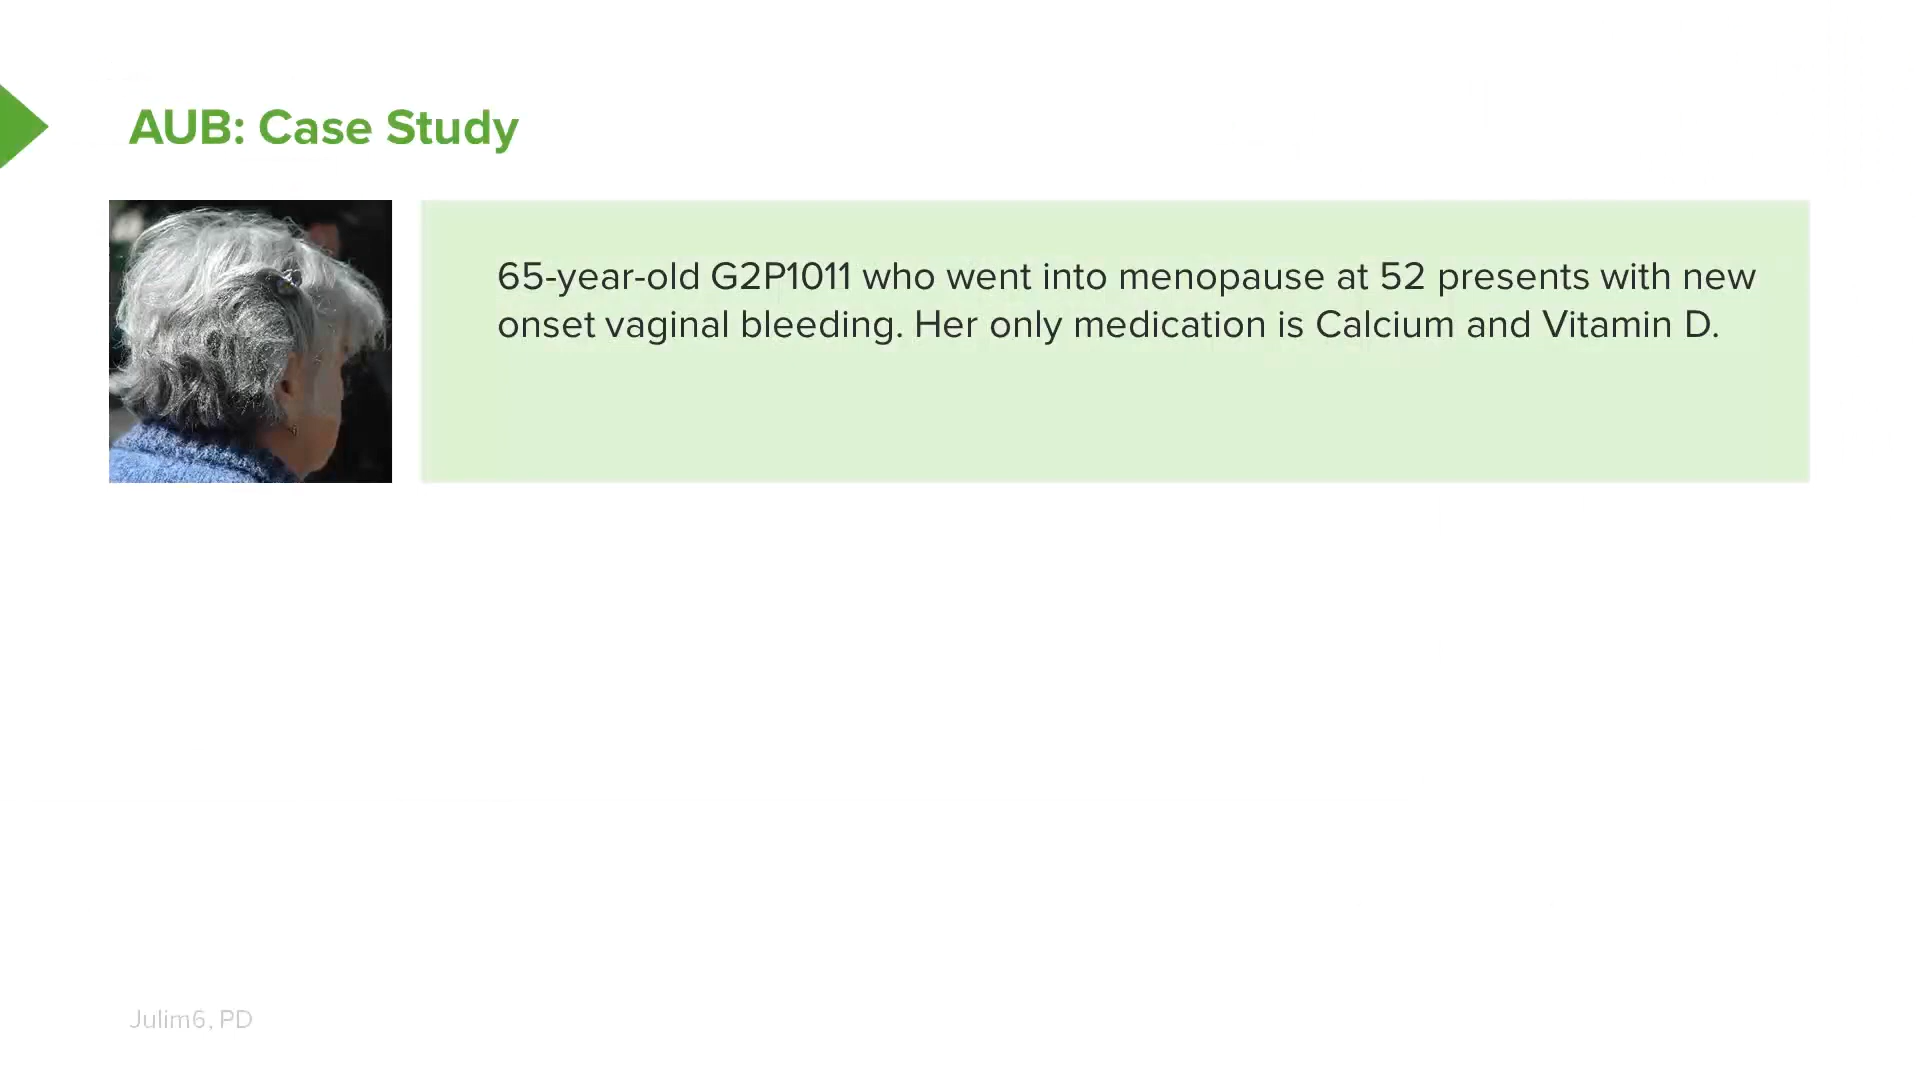 AUB: Case Study
65-year-old G2P1011 who went into menopause at 52 presents with new
onset vaginal bleeding. Her only medication is Calcium and Vitamin D.
Julim6, PD